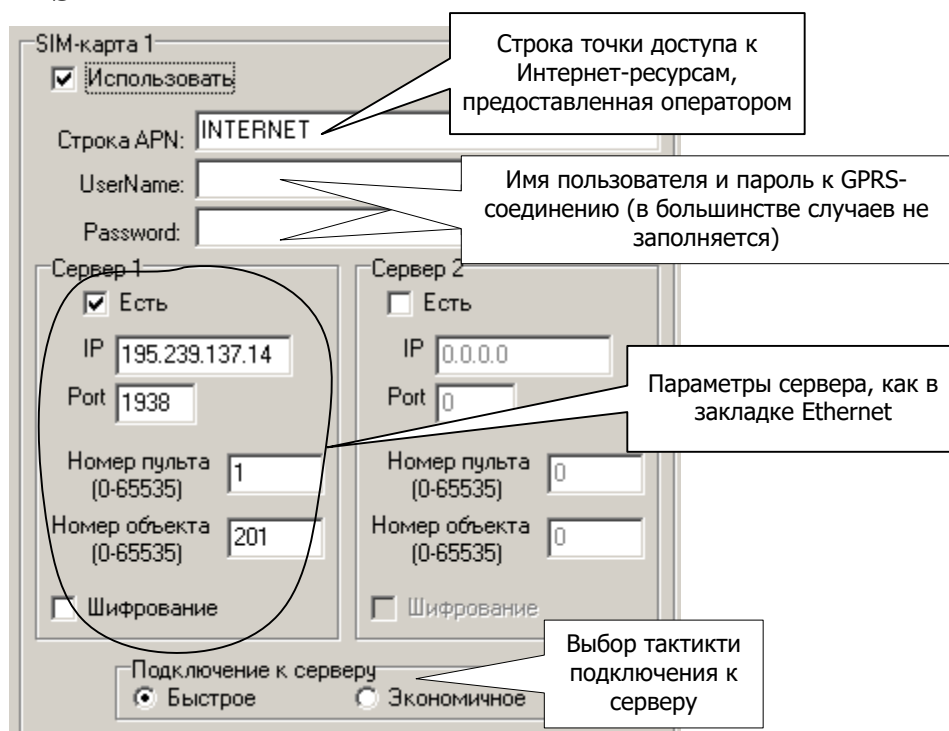 SIM-карта 1
Использовать
Строка точки доступа к
Интернет-ресурсам,
предоставленная оператором
Строка APN: INTERNET
UserName:
Password:
Имя пользователя и пароль к GPRS-
соединению (в большинстве случаев не
заполняется)
Сервер 1
Есть
IP 195.239.137.14
Port 1938
Номер пульта
(0-65535)
1
Номер объекта
(0-65535)
201
Шифрование
Сервер 2
Есть
IP 0.0.0.0
Port 0
Номер пульта
(0-65535)
0
Номер объекта
(0-65535)
0
Шифрование
Параметры сервера, как в
закладке Ethernet
Подключение к серверу
Быстрое
Экономичное
Выбор тактикти
подключения к
серверу